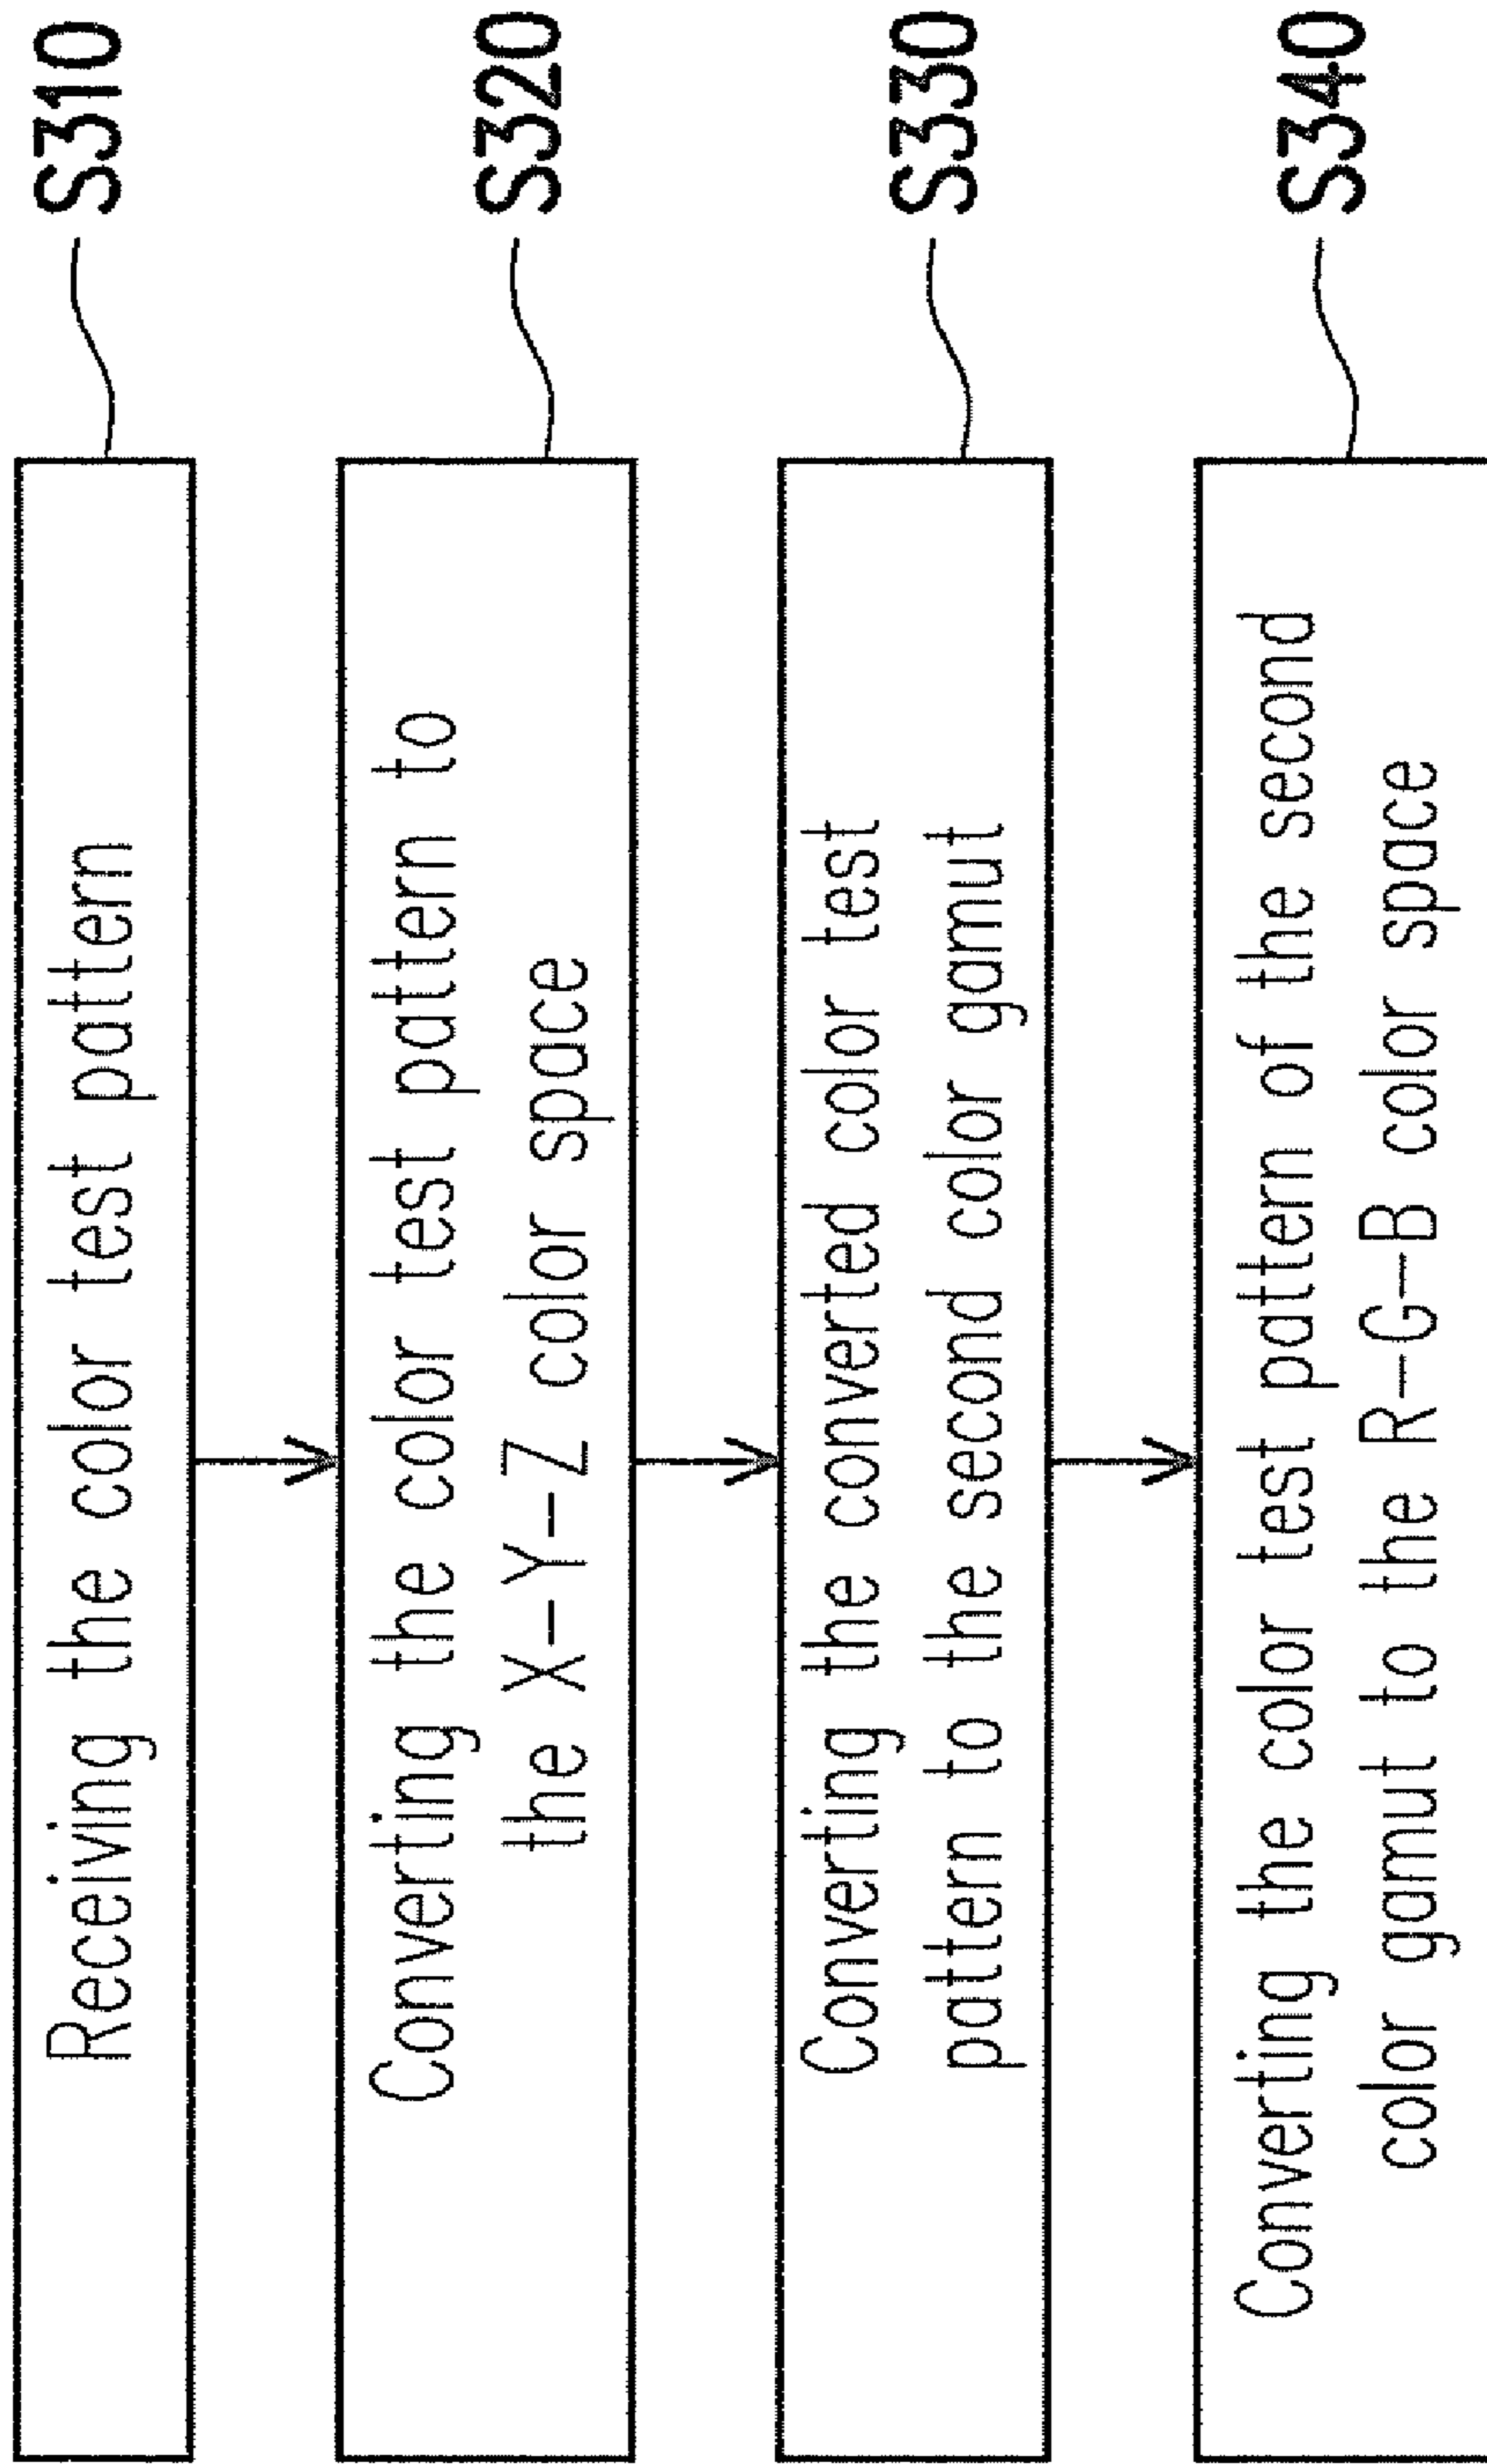 Receiving the color test pattern
S310
Converting the color test pattern to
the X-Y-Z color space
S320
Converting the converted color test
pattern to the second color gamut
S330
Converting the color test pattern of the second
color gamut to the R-G-B color space
S340